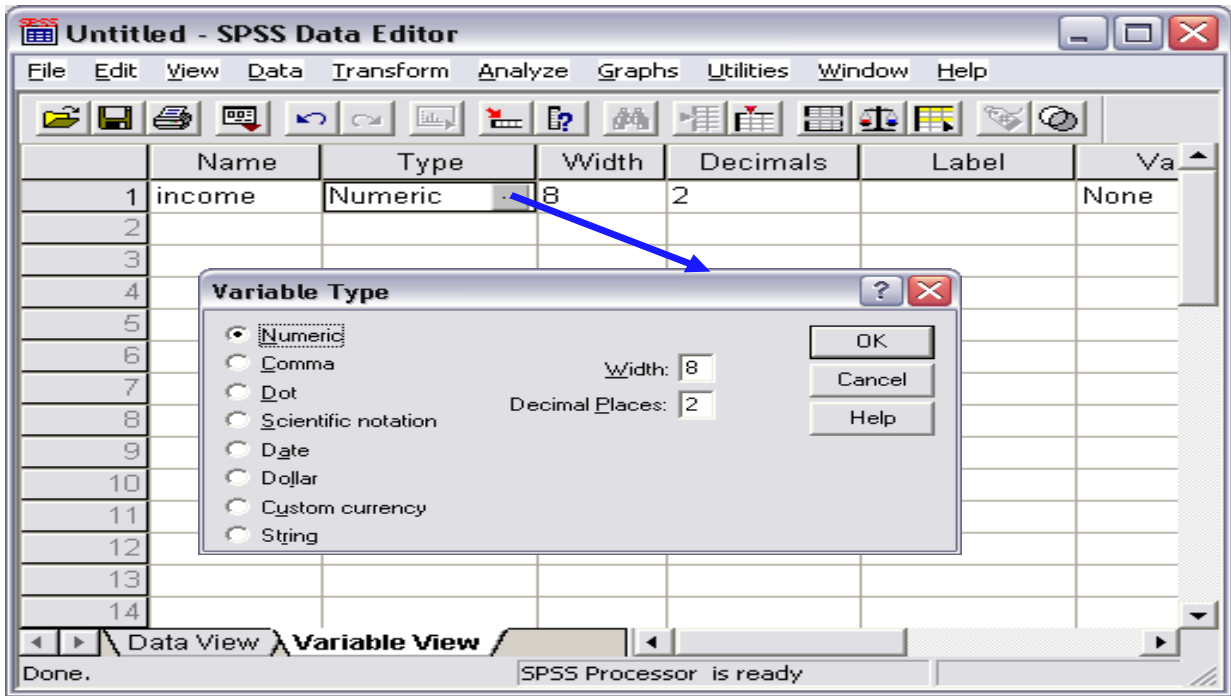 SPSS
Untitled - SPSS Data Editor
File Edit View Data Transform Analyze Graphs Utilities Window Help
Name Type Width Decimals Label Va
1 income Numeric ... 8 2 None
2
3
4
5
6
7
8
9
10
11
12
13
14
Variable Type
Numeric
Comma
Dot
Scientific notation
Date
Dollar
Custom currency
String
Width: 8
Decimal Places: 2
OK
Cancel
Help
Data View Variable View
Done. SPSS Processor is ready